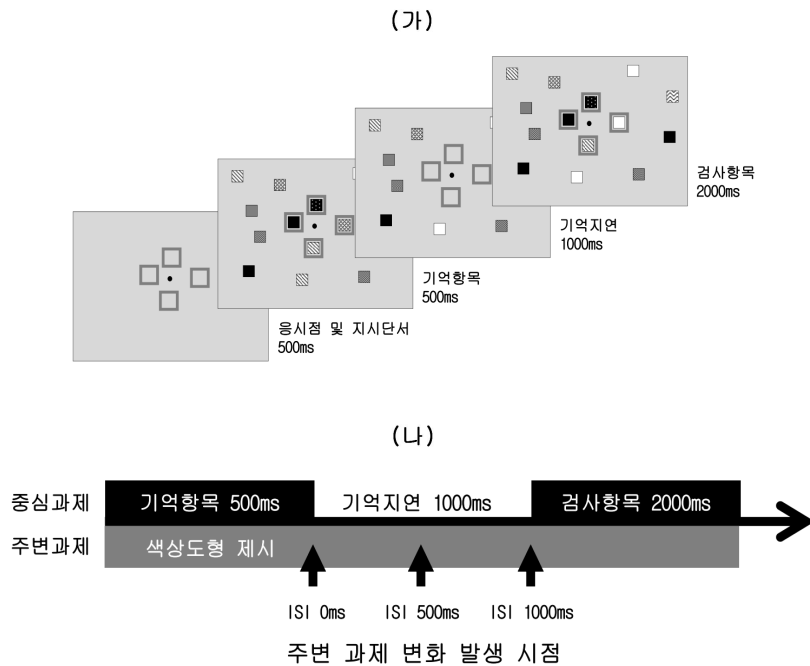 (가)
검사항목
2000ms
기억지연
1000ms
기억항목
500ms
응시점 및 지시단서
500ms
(나)
중심과제 기억항목 500ms 기억지연 1000ms 검사항목 2000ms
주변과제 색상도형 제시
ISI 0ms ISI 500ms ISI 1000ms
주변 과제 변화 발생 시점